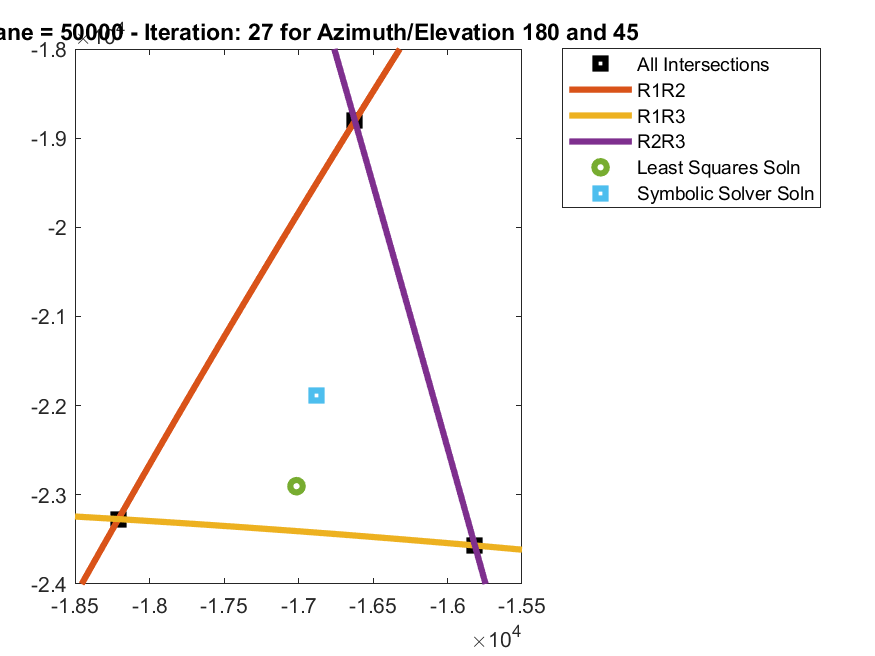 ane = 50000 - Iteration: 27 for Azimuth/Elevation 180 and 45
×10⁴
-1.8
-1.9
-2
-2.1
-2.2
-2.3
-2.4
-1.85 -1.8 -1.75 -1.7 -1.65 -1.6 -1.55
×10⁴
All Intersections
R1R2
R1R3
R2R3
Least Squares Soln
Symbolic Solver Soln